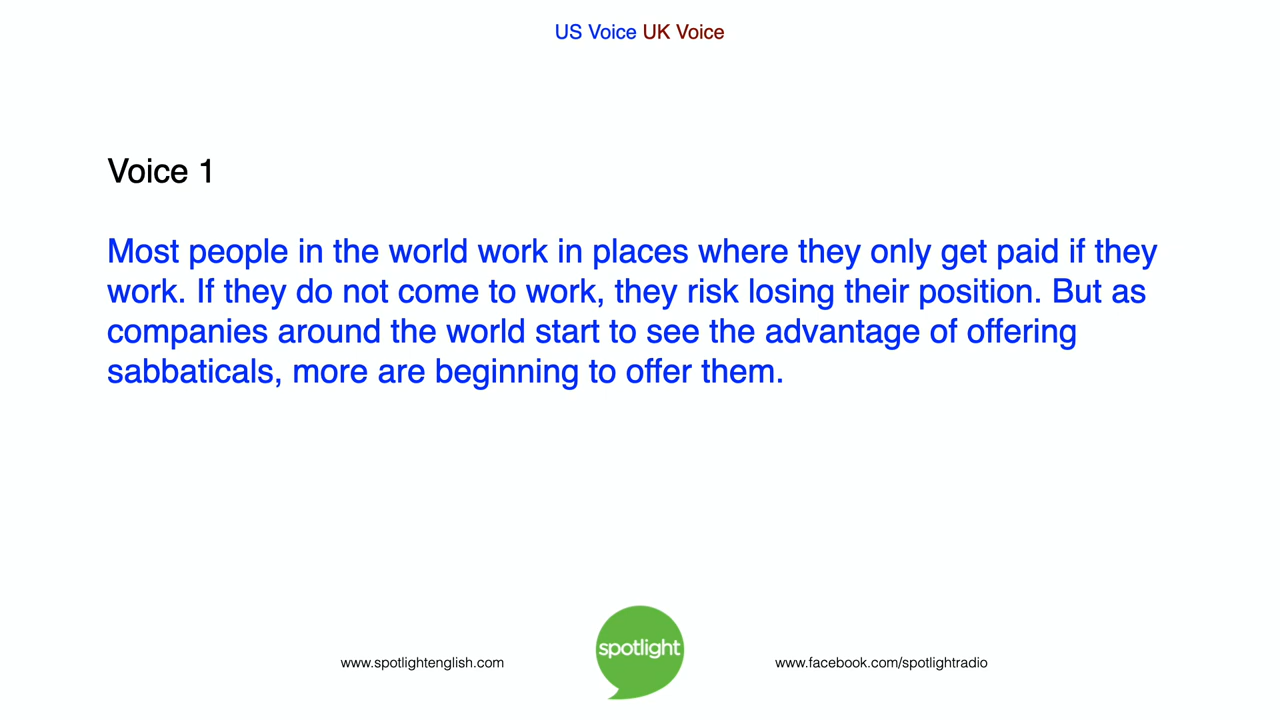 US Voice UK Voice
Voice 1
Most people in the world work in places where they only get paid if they
work. If they do not come to work, they risk losing their position. But as
companies around the world start to see the advantage of offering
sabbaticals, more are beginning to offer them.
spotlight
www.spotlightenglish.com
www.facebook.com/spotlightradio